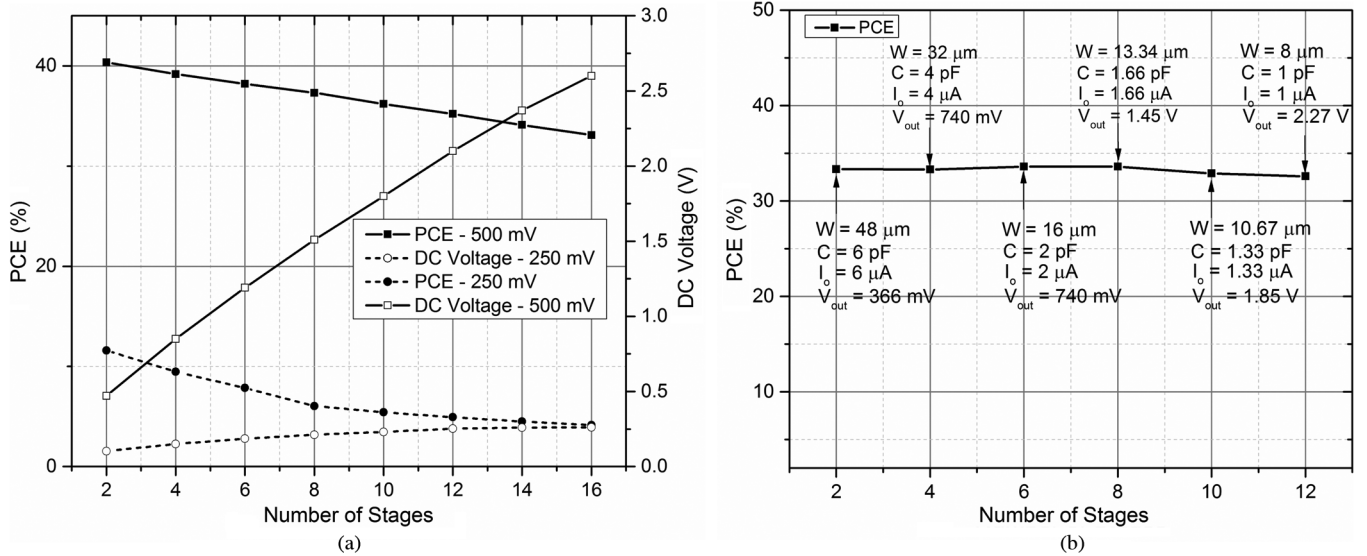 40
20
0
PCE (%)
3.0
2.5
2.0
1.5
1.0
0.5
0.0
DC Voltage (V)
PCE - 500 mV
DC Voltage - 250 mV
PCE - 250 mV
DC Voltage - 500 mV
2 4 6 8 10 12 14 16
Number of Stages
(a)
50
40
30
20
10
PCE (%)
PCE
W = 32 μm
C = 4 pF
Io = 4 μA
Vout = 740 mV
W = 13.34 μm
C = 1.66 pF
Io = 1.66 μA
Vout = 1.45 V
W = 8 μm
C = 1 pF
Io = 1 μA
Vout = 2.27 V
W = 48 μm
C = 6 pF
Io = 6 μA
Vout = 366 mV
W = 16 μm
C = 2 pF
Io = 2 μA
Vout = 740 mV
W = 10.67 μm
C = 1.33 pF
Io = 1.33 μA
Vout = 1.85 V
2 4 6 8 10 12
Number of Stages
(b)